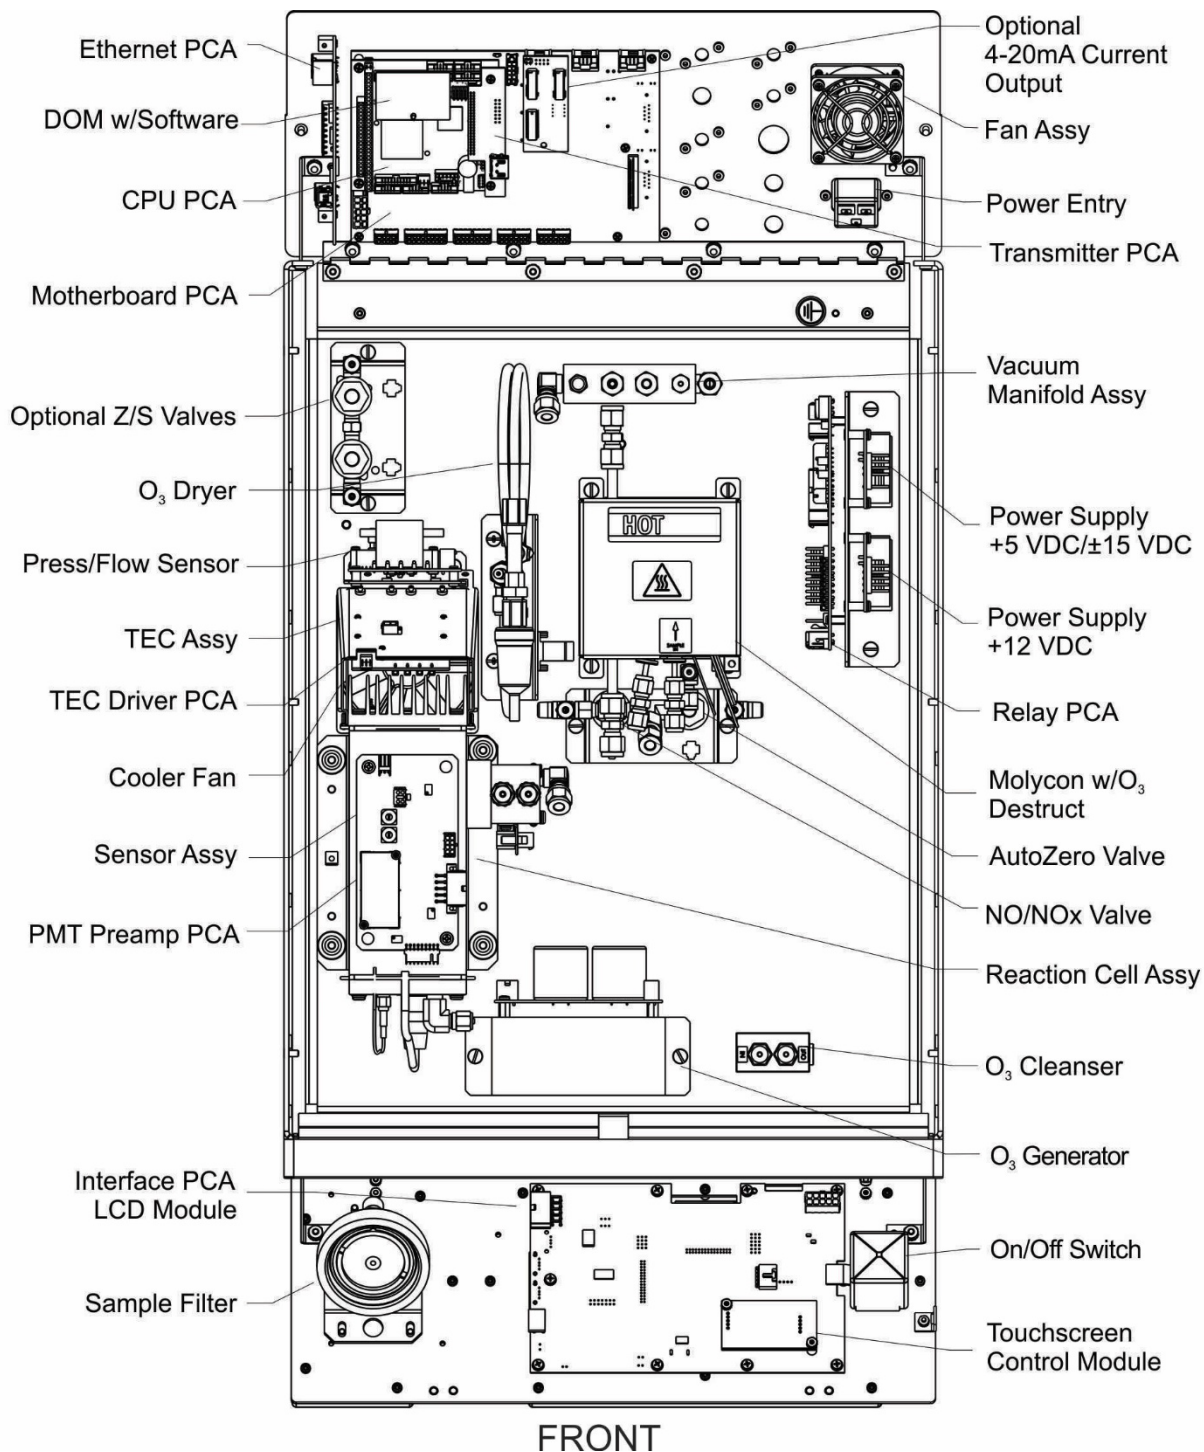 Ethernet PCA
DOM w/Software
CPU PCA
Motherboard PCA
Optional Z/S Valves
O₃ Dryer
Press/Flow Sensor
TEC Assy
TEC Driver PCA
Cooler Fan
Sensor Assy
PMT Preamp PCA
Interface PCA
LCD Module
Sample Filter
Optional
4-20mA Current
Output
Fan Assy
Power Entry
Transmitter PCA
Vacuum
Manifold Assy
Power Supply
+5 VDC/±15 VDC
Power Supply
+12 VDC
Relay PCA
Molycon w/O₃
Destruct
AutoZero Valve
NO/NOx Valve
Reaction Cell Assy
O₃ Cleanser
O₃ Generator
On/Off Switch
Touchscreen
Control Module
HOT
FRONT